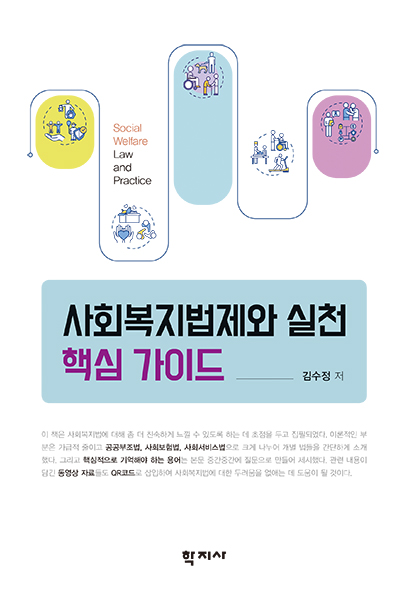 Social
Welfare
Law
and
Practice
사회복지법제와 실천
핵심 가이드
김수정 저
이 책은 사회복지법에 대해 좀 더 친숙하게 느낄 수 있도록 하는 데 초점을 두고 집필되었다. 이론적인 부
분은 가급적 줄이고 공공부조법, 사회보험법, 사회서비스법으로 크게 나누어 개별 법들을 간단하게 소개
했다. 그리고 핵심적으로 기억해야 하는 용어는 본문 중간중간에 질문으로 만들어 제시했다. 관련 내용이
담긴 동영상 자료들도 QR코드로 삽입하여 사회복지법에 대한 두려움을 없애는 데 도움이 될 것이다.
학지사